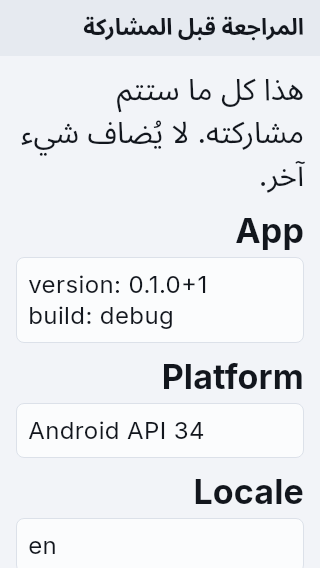 المراجعة قبل المشاركة
هذا كل ما ستتم
مشاركته. لا يُضاف شيء
آخر.
App
version: 0.1.0+1
build: debug
Platform
Android API 34
Locale
en